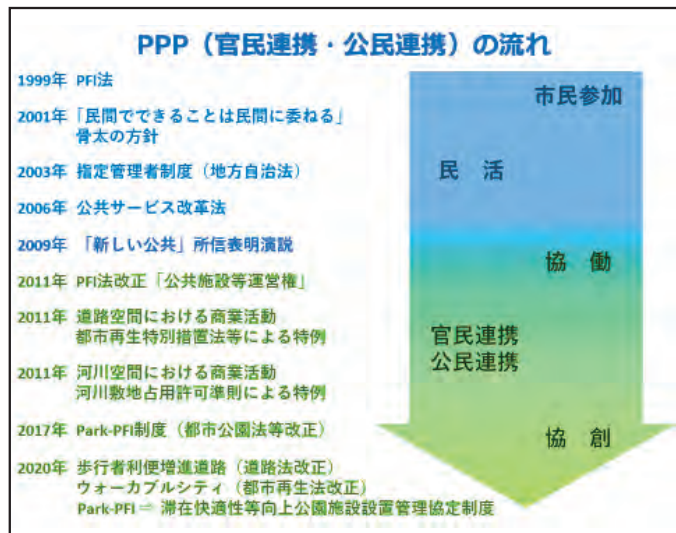 PPP（官民連携・公民連携）の流れ
1999年 PFI法
2001年「民間でできることは民間に委ねる」
骨太の方針
2003年 指定管理者制度（地方自治法）
2006年 公共サービス改革法
2009年 「新しい公共」所信表明演説
2011年 PFI法改正「公共施設等運営権」
2011年 道路空間における商業活動
都市再生特別措置法等による特例
2011年 河川空間における商業活動
河川敷地占用許可準則による特例
2017年 Park-PFI制度（都市公園法等改正）
2020年 歩行者利便増進道路（道路法改正）
ウォーカブルシティ（都市再生法改正）
Park-PFI ⇒ 滞在快適性等向上公園施設設置管理協定制度
市民参加
民 活
協 働
官民連携
公民連携
協 創